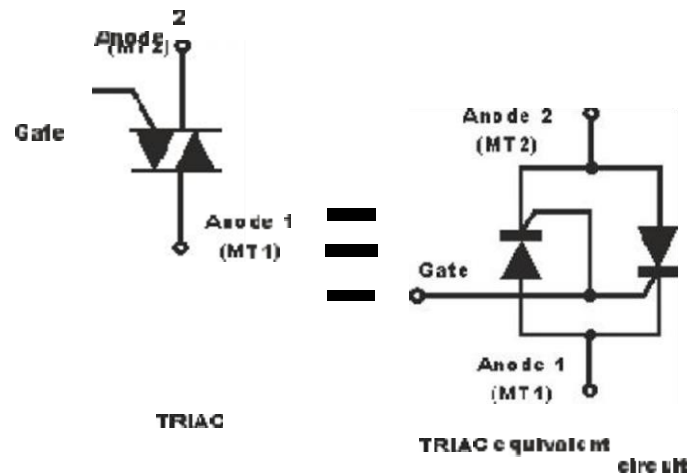 2
Anode
(MT2)
Gate
Anode 1
(MT1)
TRIAC
Anode 2
(MT2)
Gate
Anode 1
(MT1)
TRIAC equivalent
circuit